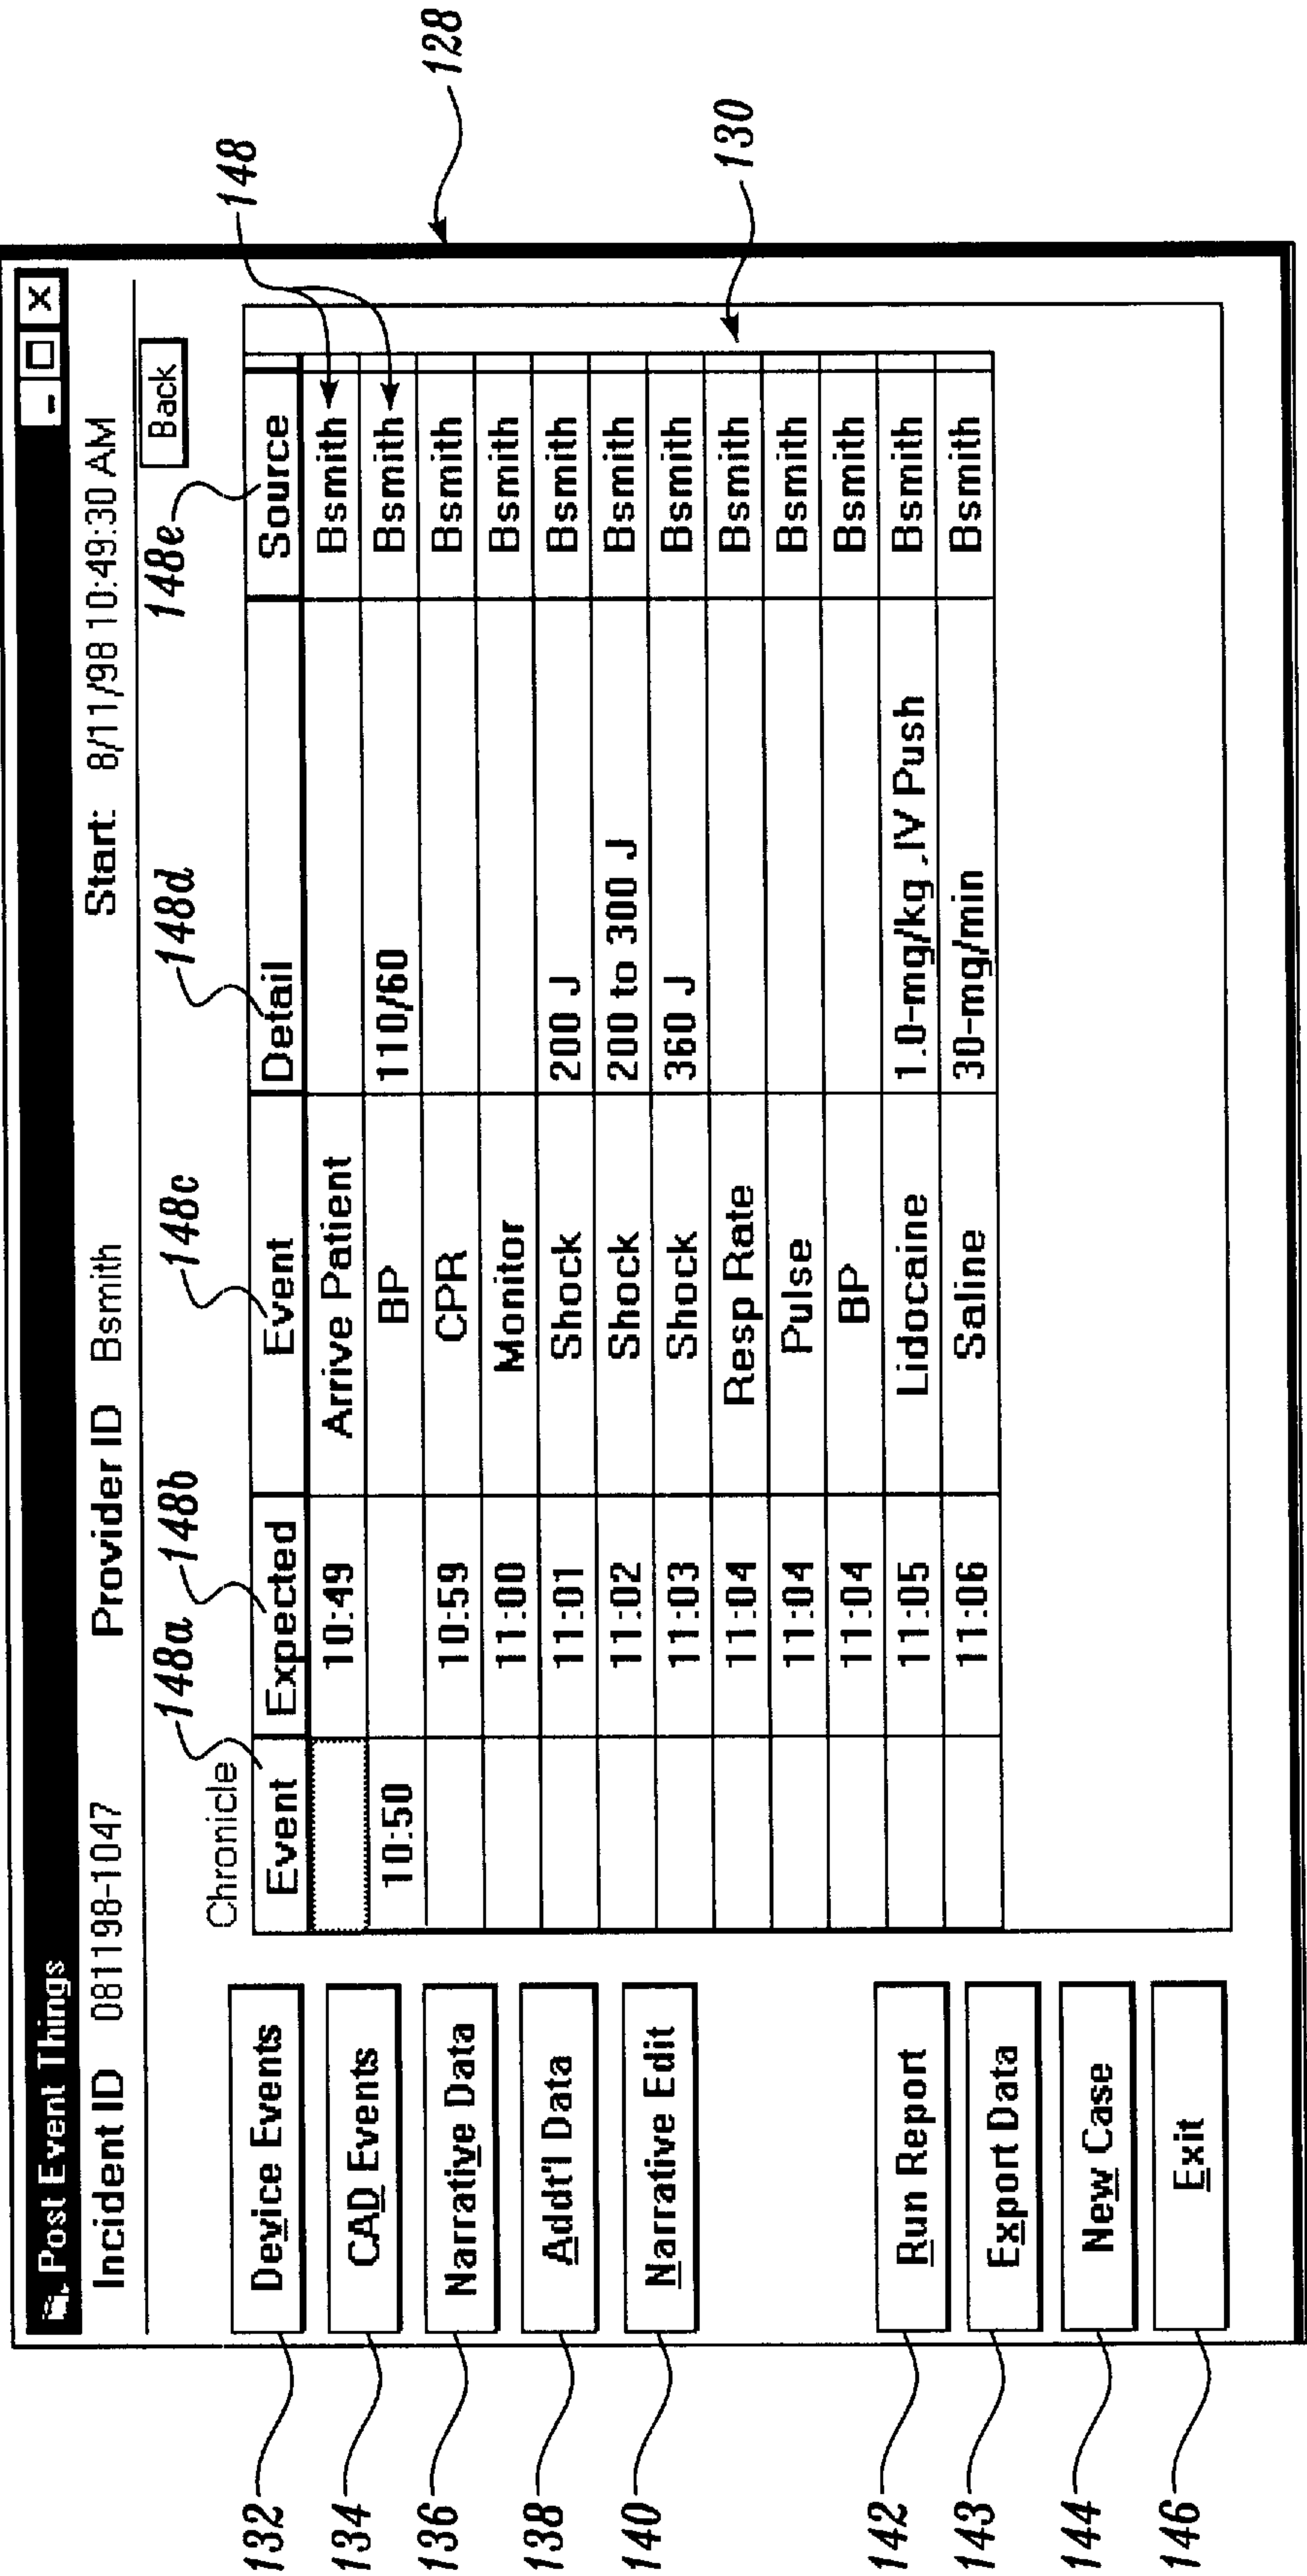 Post Event Things
Incident ID 081198-1047 Provider ID Bsmith Start: 8/11/98 10:49:30 AM
Back
128
148
130
148a 148b 148c 148d 148e
Chronicle
Event Expected Event Detail Source
10:49 Arrive Patient Bsmith
10:50 BP 110/60 Bsmith
10:59 CPR Bsmith
11:00 Monitor Bsmith
11:01 Shock 200 J Bsmith
11:02 Shock 200 to 300 J Bsmith
11:03 Shock 360 J Bsmith
11:04 Resp Rate Bsmith
11:04 Pulse Bsmith
11:04 BP Bsmith
11:05 Lidocaine 1.0-mg/kg .IV Push Bsmith
11:06 Saline 30-mg/min Bsmith
132 Device Events
134 CAD Events
136 Narrative Data
138 Addt'l Data
140 Narrative Edit
142 Run Report
143 Export Data
144 New Case
146 Exit